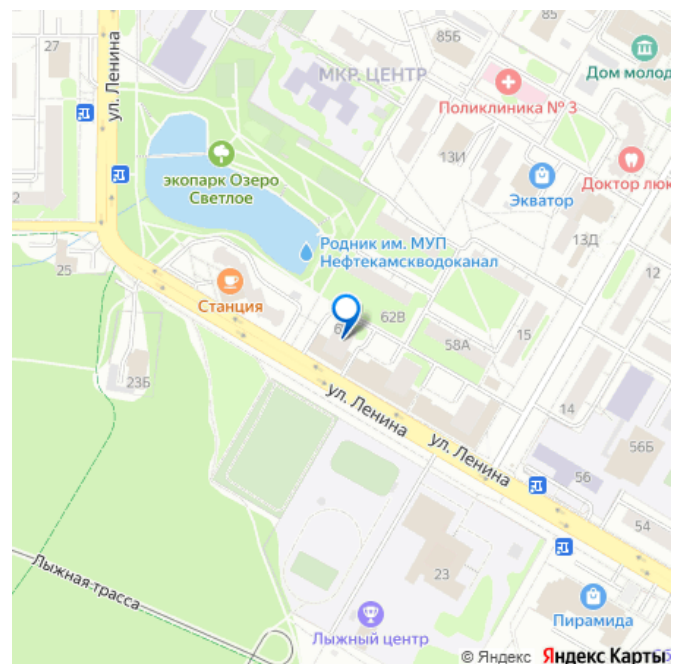 27
ул. Ленина
85Б
85
МКР. ЦЕНТР
Дом молод
Поликлиника № 3
13И
экопарк Озеро
Светлое
Экватор
Доктор люк
2
Родник им. МУП
Нефтекамскводоканал
13Д
12
25
Станция
62В
15
58А
23Б
ул. Ленина
14
ул. Ленина
56Б
56
54
23
Лыжная трасса
Пирамида
Лыжный центр
© Яндекс Яндекс Карты